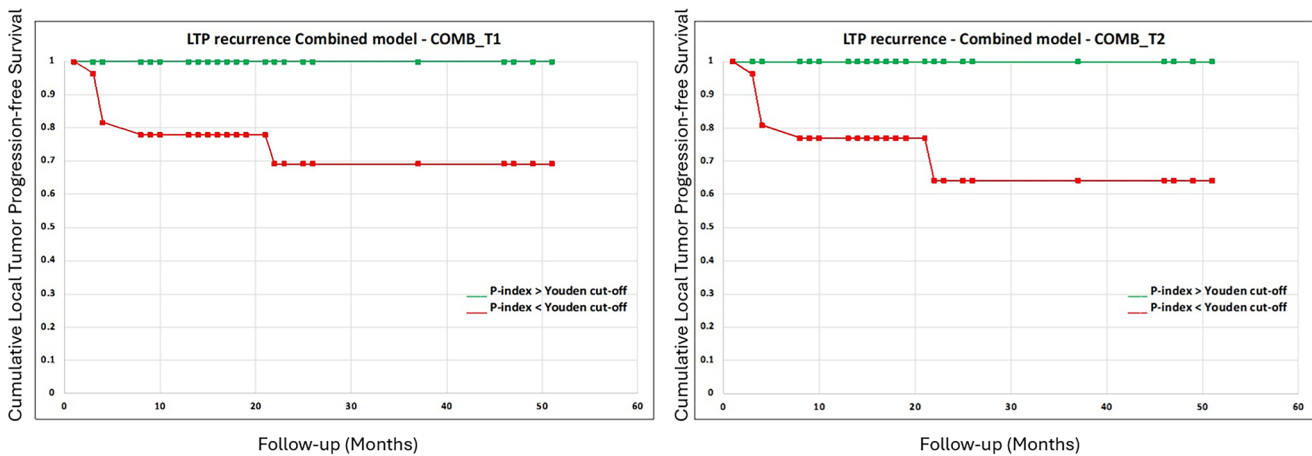 Cumulative Local Tumor Progression-free Survival
LTP recurrence Combined model - COMB_T1
1
0.9
0.8
0.7
0.6
0.5
0.4
0.3
0.2
0.1
0
P-index > Youden cut-off
P-index < Youden cut-off
0 10 20 30 40 50 60
Follow-up (Months)
Cumulative Local Tumor Progression-free Survival
LTP recurrence - Combined model - COMB_T2
1
0.9
0.8
0.7
0.6
0.5
0.4
0.3
0.2
0.1
0
P-index > Youden cut-off
P-index < Youden cut-off
0 10 20 30 40 50 60
Follow-up (Months)